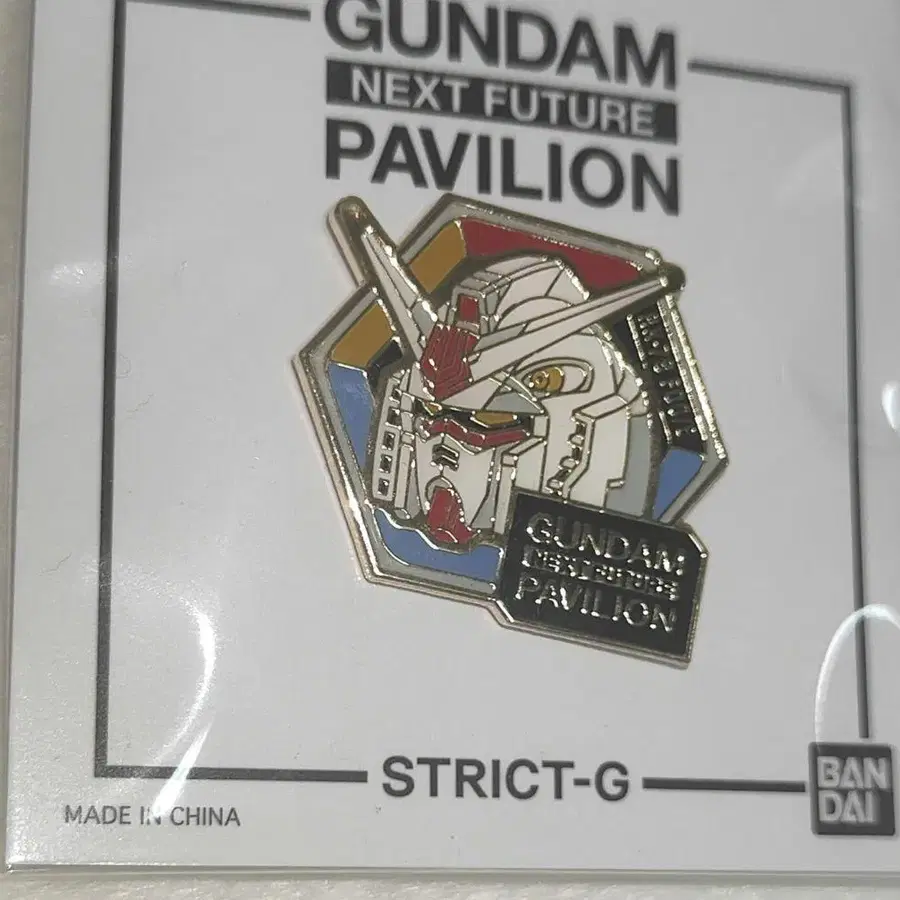 GUNDAM
NEXT FUTURE
PAVILION
GUNDAM
NEXT FUTURE
PAVILION
STRICT-G
BAN
DAI
MADE IN CHINA